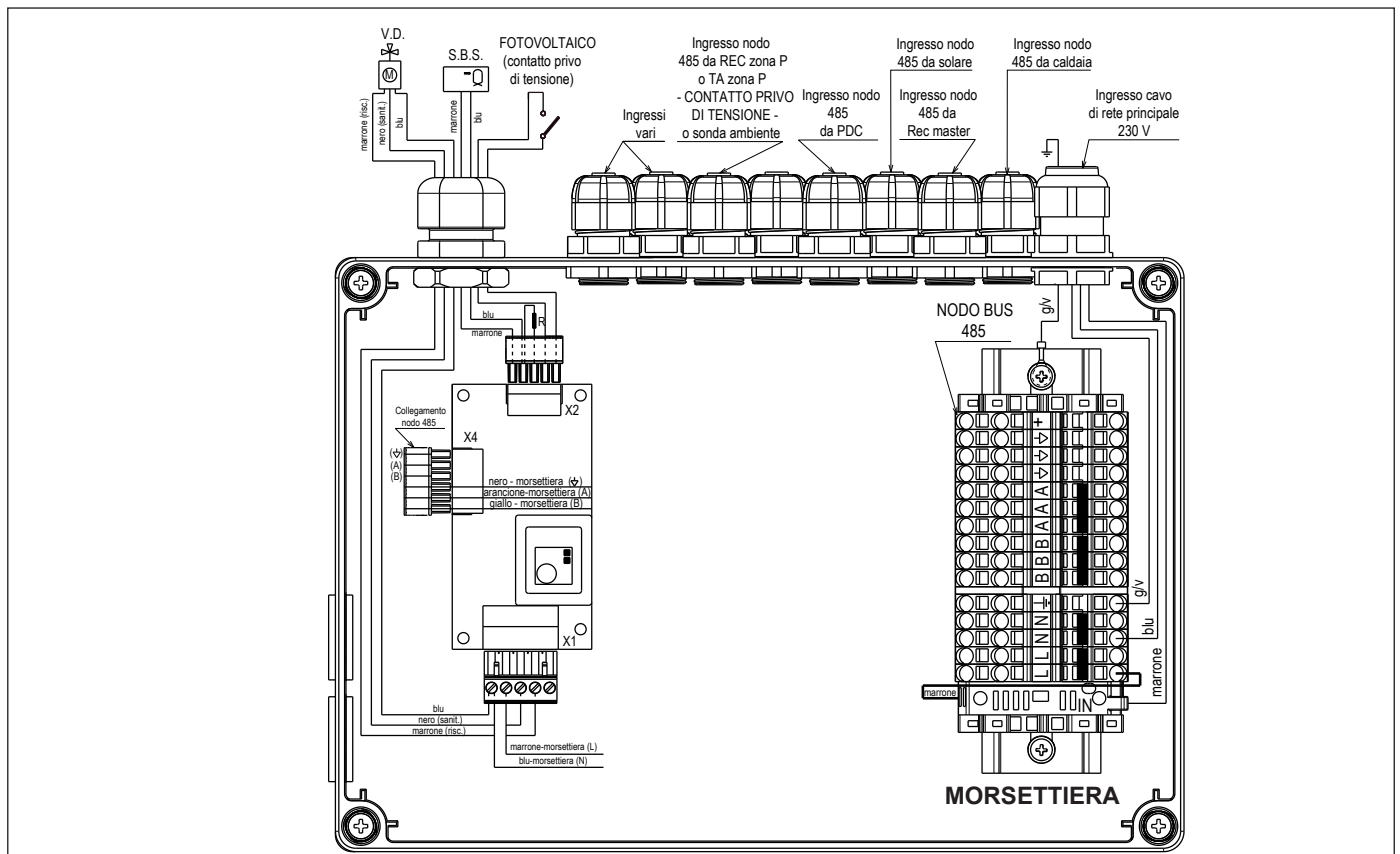 V.D.
M
marrone (risc.)
nero (sanit.)
blu
S.B.S.
marrone
blu
FOTOVOLTAICO
(contatto privo
di tensione)
Ingressi
vari
Ingresso nodo
485 da REC zona P
o TA zona P
- CONTATTO PRIVO
DI TENSIONE -
o sonda ambiente
Ingresso nodo
485
da PDC
Ingresso nodo
485 da solare
Ingresso nodo
485 da
Rec master
Ingresso nodo
485 da caldaia
Ingresso cavo
di rete principale
230 V
blu
marrone
R
X2
Collegamento
nodo 485
X4
(A)
(B)
nero - morsettiera
arancione-morsettiera (A)
giallo - morsettiera (B)
X1
blu
nero (sanit.)
marrone (risc.)
marrone-morsettiera (L)
blu-morsettiera (N)
NODO BUS
485
g/v
+
A
A
A
B
B
B
N
N
L
L
g/v
blu
marrone
marrone
IN
MORSETTIERA